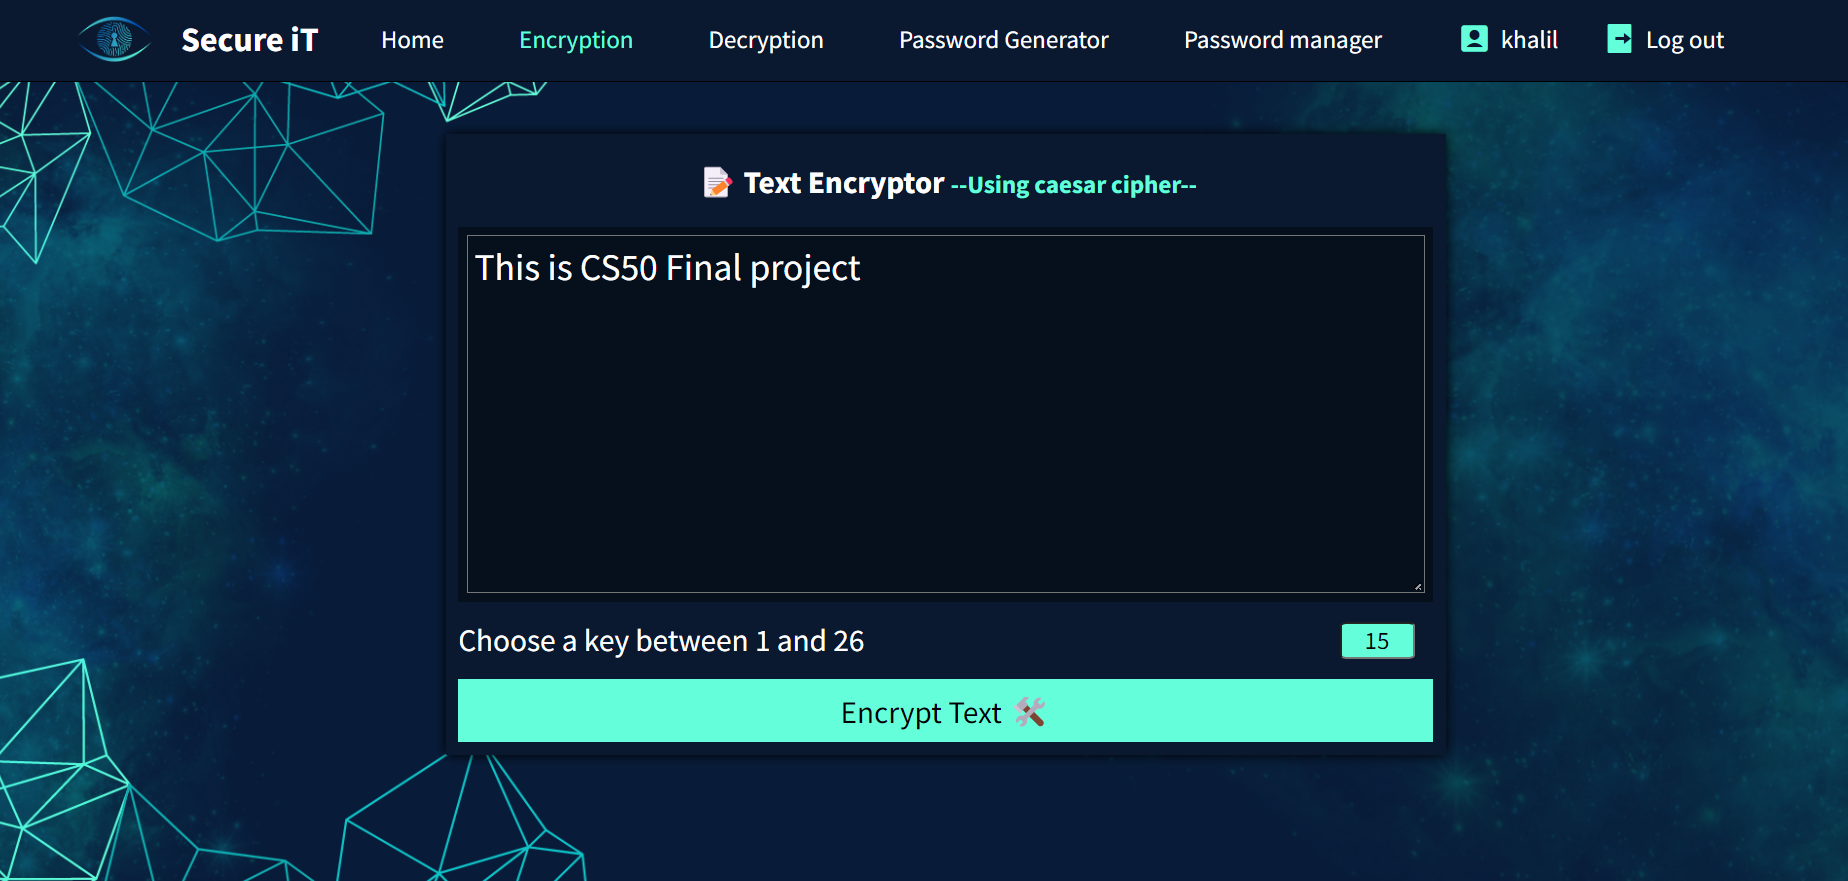 Secure iT Home Encryption Decryption Password Generator Password manager khalil Log out
Text Encryptor --Using caesar cipher--
This is CS50 Final project
Choose a key between 1 and 26 15
Encrypt Text